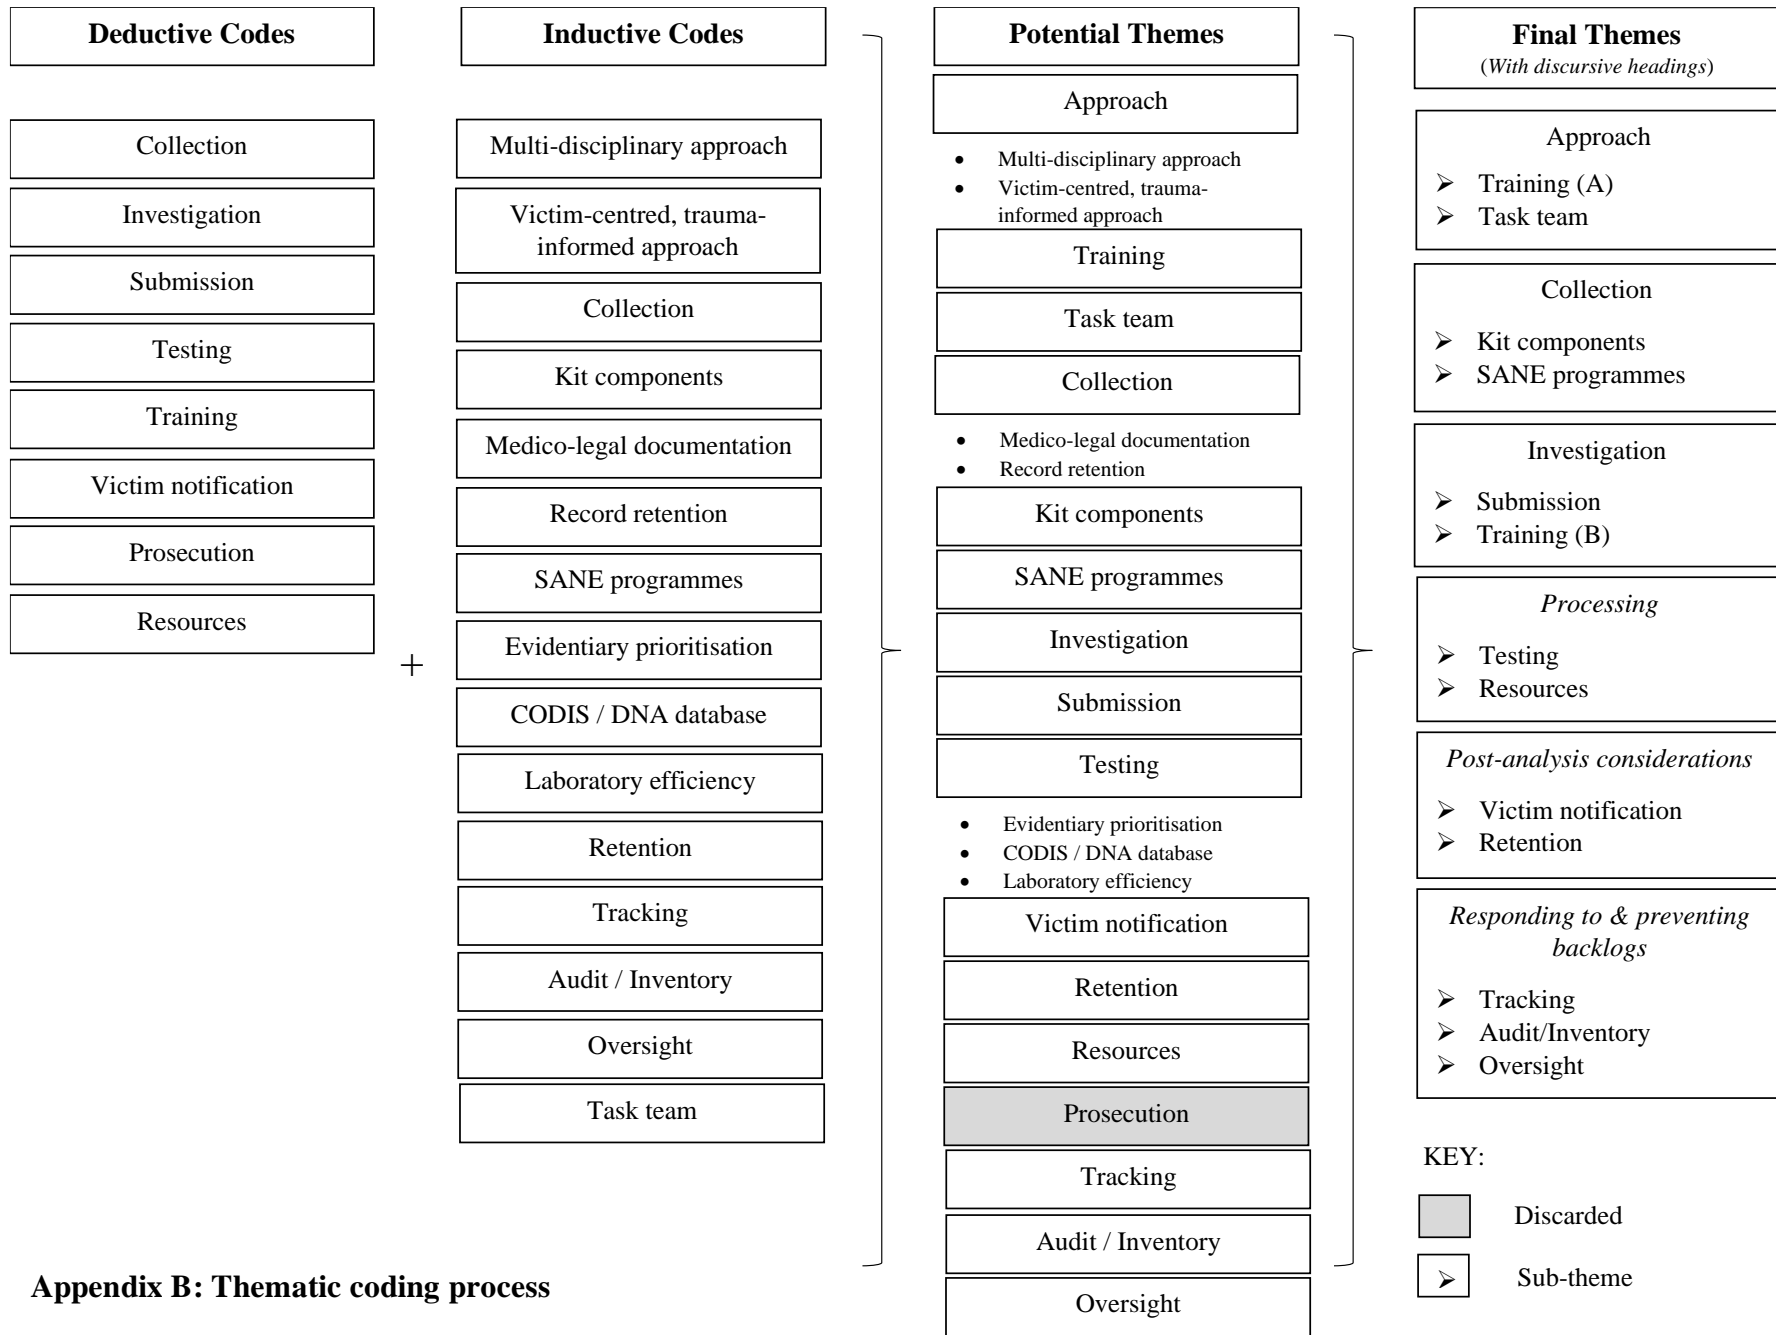 Deductive Codes
Collection
Investigation
Submission
Testing
Training
Victim notification
Prosecution
Resources
+
Inductive Codes
Multi-disciplinary approach
Victim-centred, trauma-
informed approach
Collection
Kit components
Medico-legal documentation
Record retention
SANE programmes
Evidentiary prioritisation
CODIS / DNA database
Laboratory efficiency
Retention
Tracking
Audit / Inventory
Oversight
Task team
Potential Themes
Approach
• Multi-disciplinary approach
• Victim-centred, trauma-
informed approach
Training
Task team
Collection
• Medico-legal documentation
• Record retention
Kit components
SANE programmes
Investigation
Submission
Testing
• Evidentiary prioritisation
• CODIS / DNA database
• Laboratory efficiency
Victim notification
Retention
Resources
Prosecution
Tracking
Audit / Inventory
Oversight
Final Themes
(With discursive headings)
Approach
➢ Training (A)
➢ Task team
Collection
➢ Kit components
➢ SANE programmes
Investigation
➢ Submission
➢ Training (B)
Processing
➢ Testing
➢ Resources
Post-analysis considerations
➢ Victim notification
➢ Retention
Responding to & preventing
backlogs
➢ Tracking
➢ Audit/Inventory
➢ Oversight
KEY:
Discarded
➢ Sub-theme
Appendix B: Thematic coding process